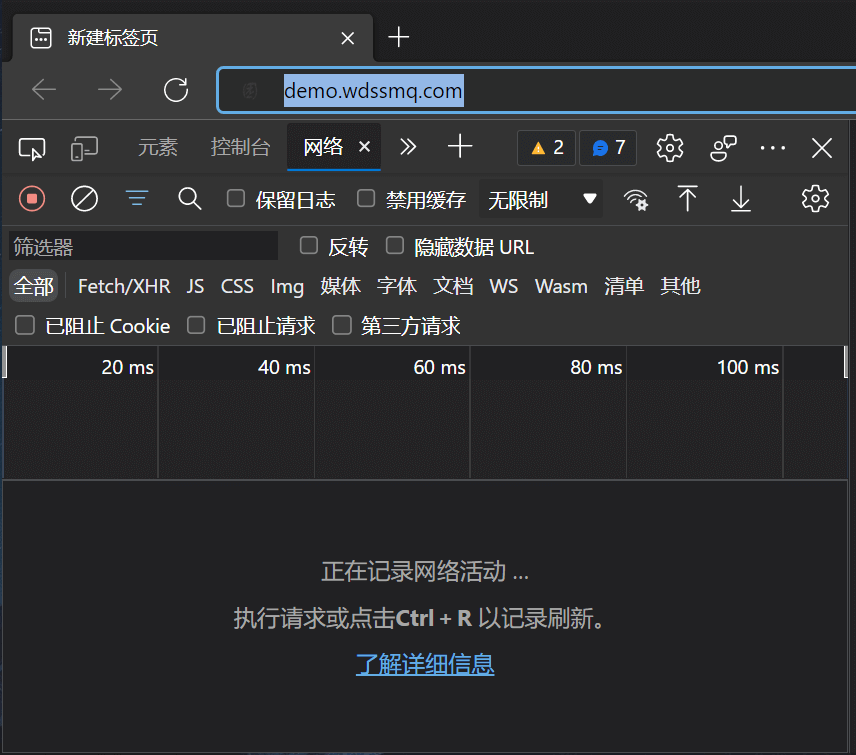 新建标签页
demo.wdssmq.com
元素 控制台 网络 2 7
保留日志 禁用缓存 无限制
筛选器 反转 隐藏数据 URL
全部 Fetch/XHR JS CSS Img 媒体 字体 文档 WS Wasm 清单 其他
已阻止 Cookie 已阻止请求 第三方请求
20 ms 40 ms 60 ms 80 ms 100 ms
正在记录网络活动 ...
执行请求或点击Ctrl + R 以记录刷新。
了解详细信息